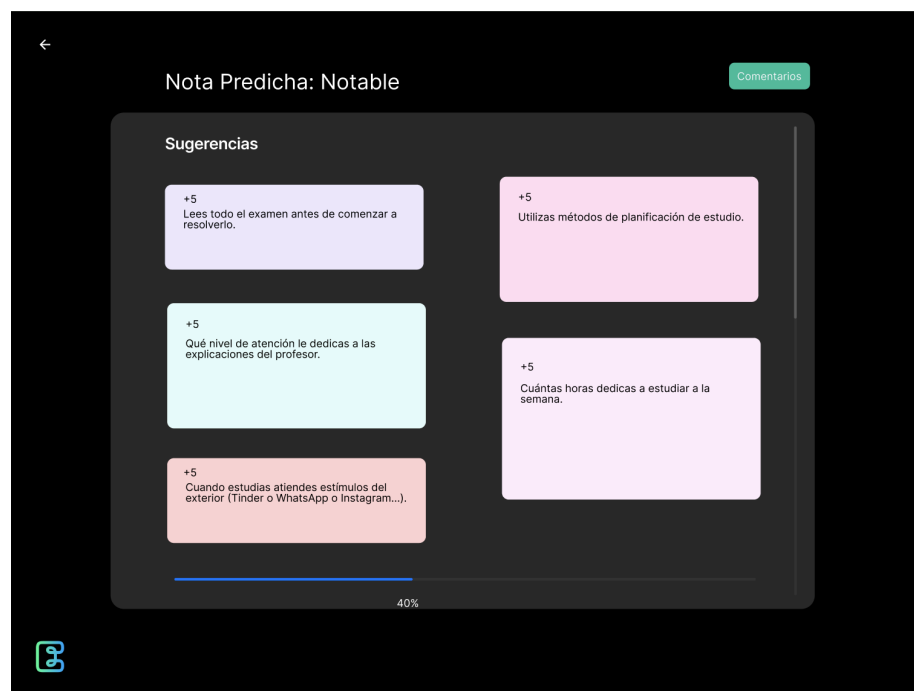 Nota Predicha: Notable
Comentarios
Sugerencias
+5
Lees todo el examen antes de comenzar a
resolverlo.
+5
Utilizas métodos de planificación de estudio.
+5
Qué nivel de atención le dedicas a las
explicaciones del profesor.
+5
Cuántas horas dedicas a estudiar a la
semana.
+5
Cuando estudias atiendes estímulos del
exterior (Tinder o WhatsApp o Instagram...).
40%